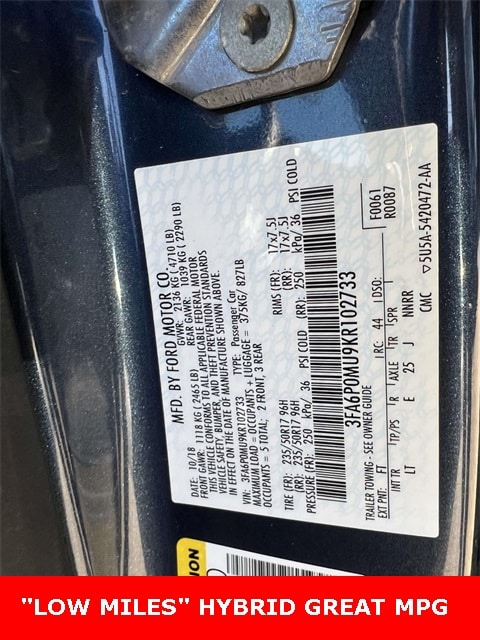 MFD. BY FORD MOTOR CO.
DATE: 10/18 GVWR: 2136 KG ( 4710 LB)
FRONT GAWR: 1118 KG ( 2465 LB) REAR GAWR: 1039 KG ( 2290 LB)
THIS VEHICLE CONFORMS TO ALL APPLICABLE FEDERAL MOTOR
VEHICLE SAFETY, BUMPER, AND THEFT PREVENTION STANDARDS
IN EFFECT ON THE DATE OF MANUFACTURE SHOWN ABOVE.
VIN: 3FA6P0MU9KR102733 TYPE: Passenger Car
MAXIMUM LOAD = OCCUPANTS + LUGGAGE = 375KG/ 827LB
OCCUPANTS = 5 TOTAL: 2 FRONT, 3 REAR
TIRE (FR): 235/50R17 96H RIMS (FR): 17x7.5J
(RR): 235/50R17 96H (RR): 17x7.5J
PRESSURE (FR): 250 kPa/ 36 PSI COLD (RR): 250 kPa/ 36 PSI COLD
3FA6P0MU9KR102733
F0061
R0087
TRAILER TOWING - SEE OWNER GUIDE
EXT PNT: FT RC: 44 DSO:
INT TR TP/PS R AXLE TR SPR
LT E 25 J NNRR
CMC ▽5U5A-5420472-AA
"LOW MILES" HYBRID GREAT MPG